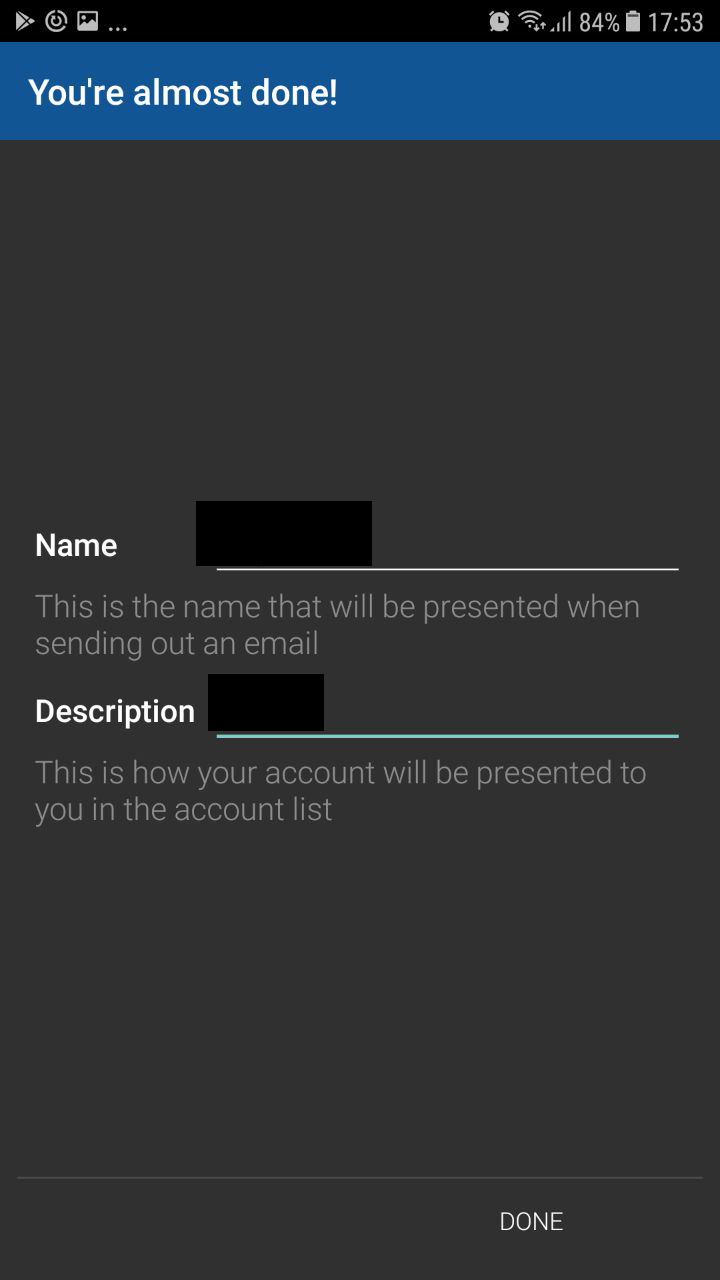 ... 84% 17:53
You're almost done!
Name
This is the name that will be presented when
sending out an email
Description
This is how your account will be presented to
you in the account list
DONE